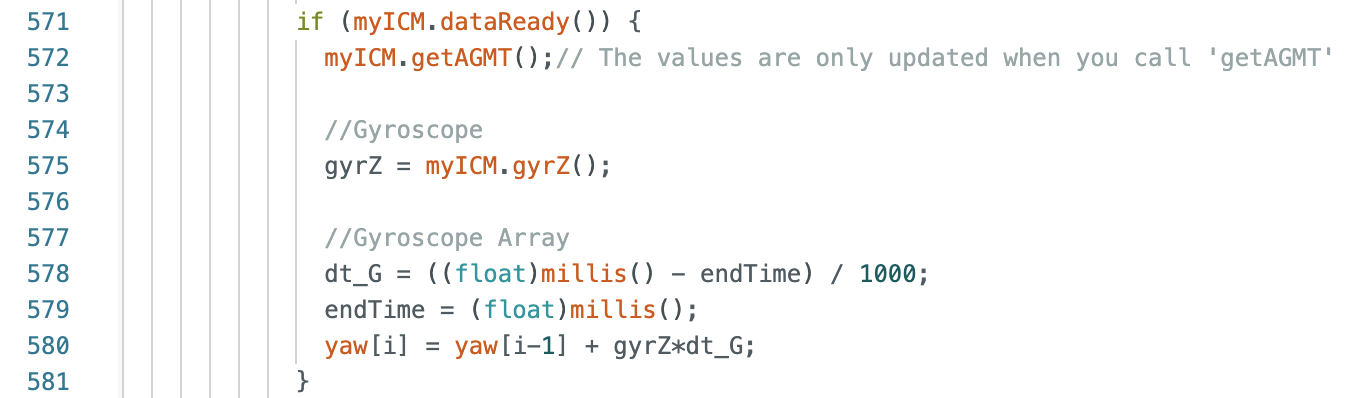 571 if (myICM.dataReady()) {
572 myICM.getAGMT();// The values are only updated when you call 'getAGMT'
573
574 //Gyroscope
575 gyrZ = myICM.gyrZ();
576
577 //Gyroscope Array
578 dt_G = ((float)millis() - endTime) / 1000;
579 endTime = (float)millis();
580 yaw[i] = yaw[i-1] + gyrZ*dt_G;
581 }